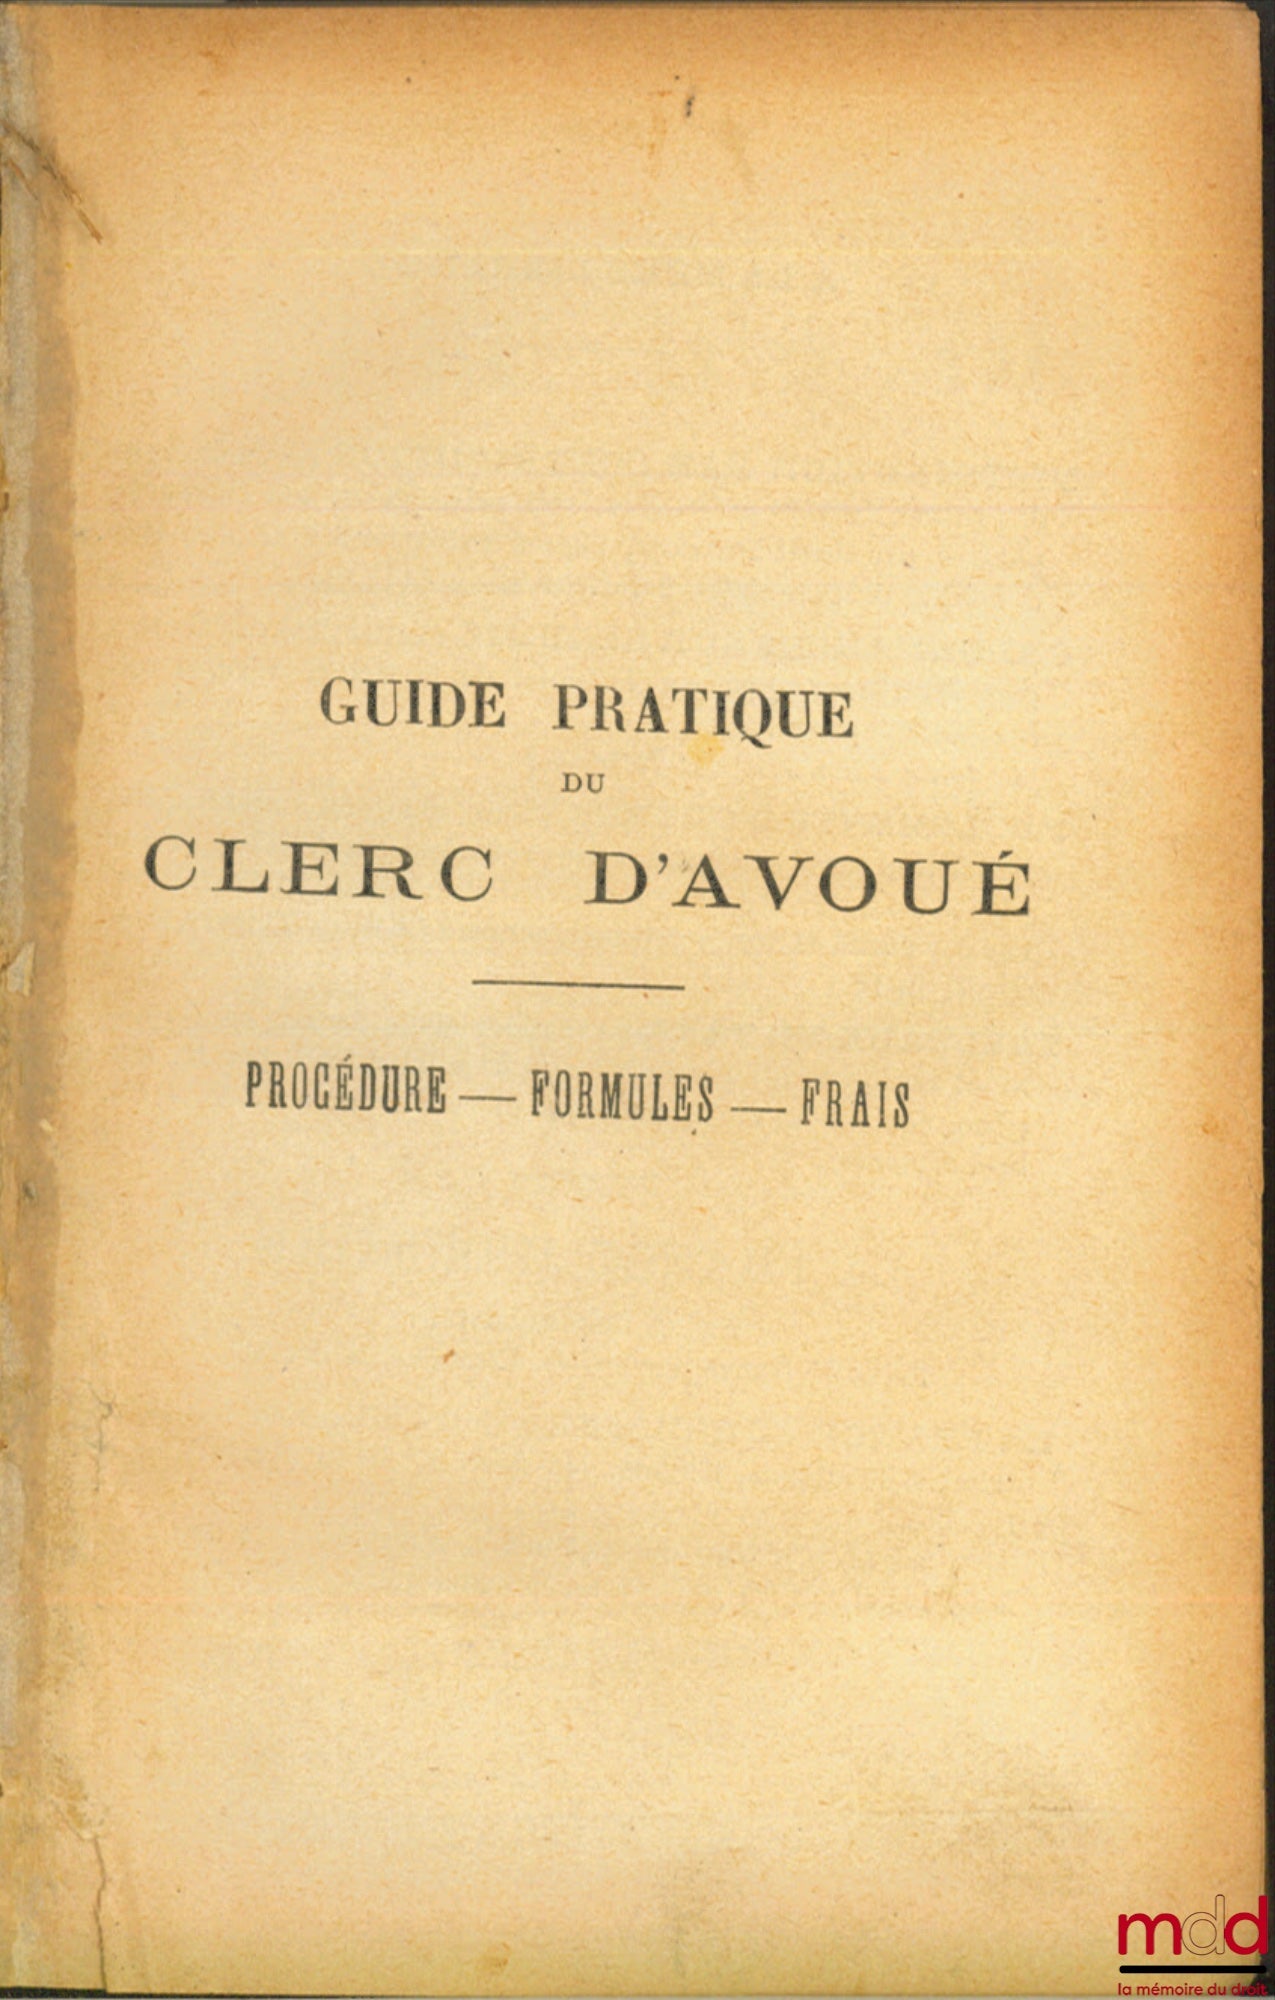 GUIDE PRATIQUE
DU
CLERC D'AVOUÉ
PROCÉDURE — FORMULES — FRAIS
mdd
la mémoire du droit